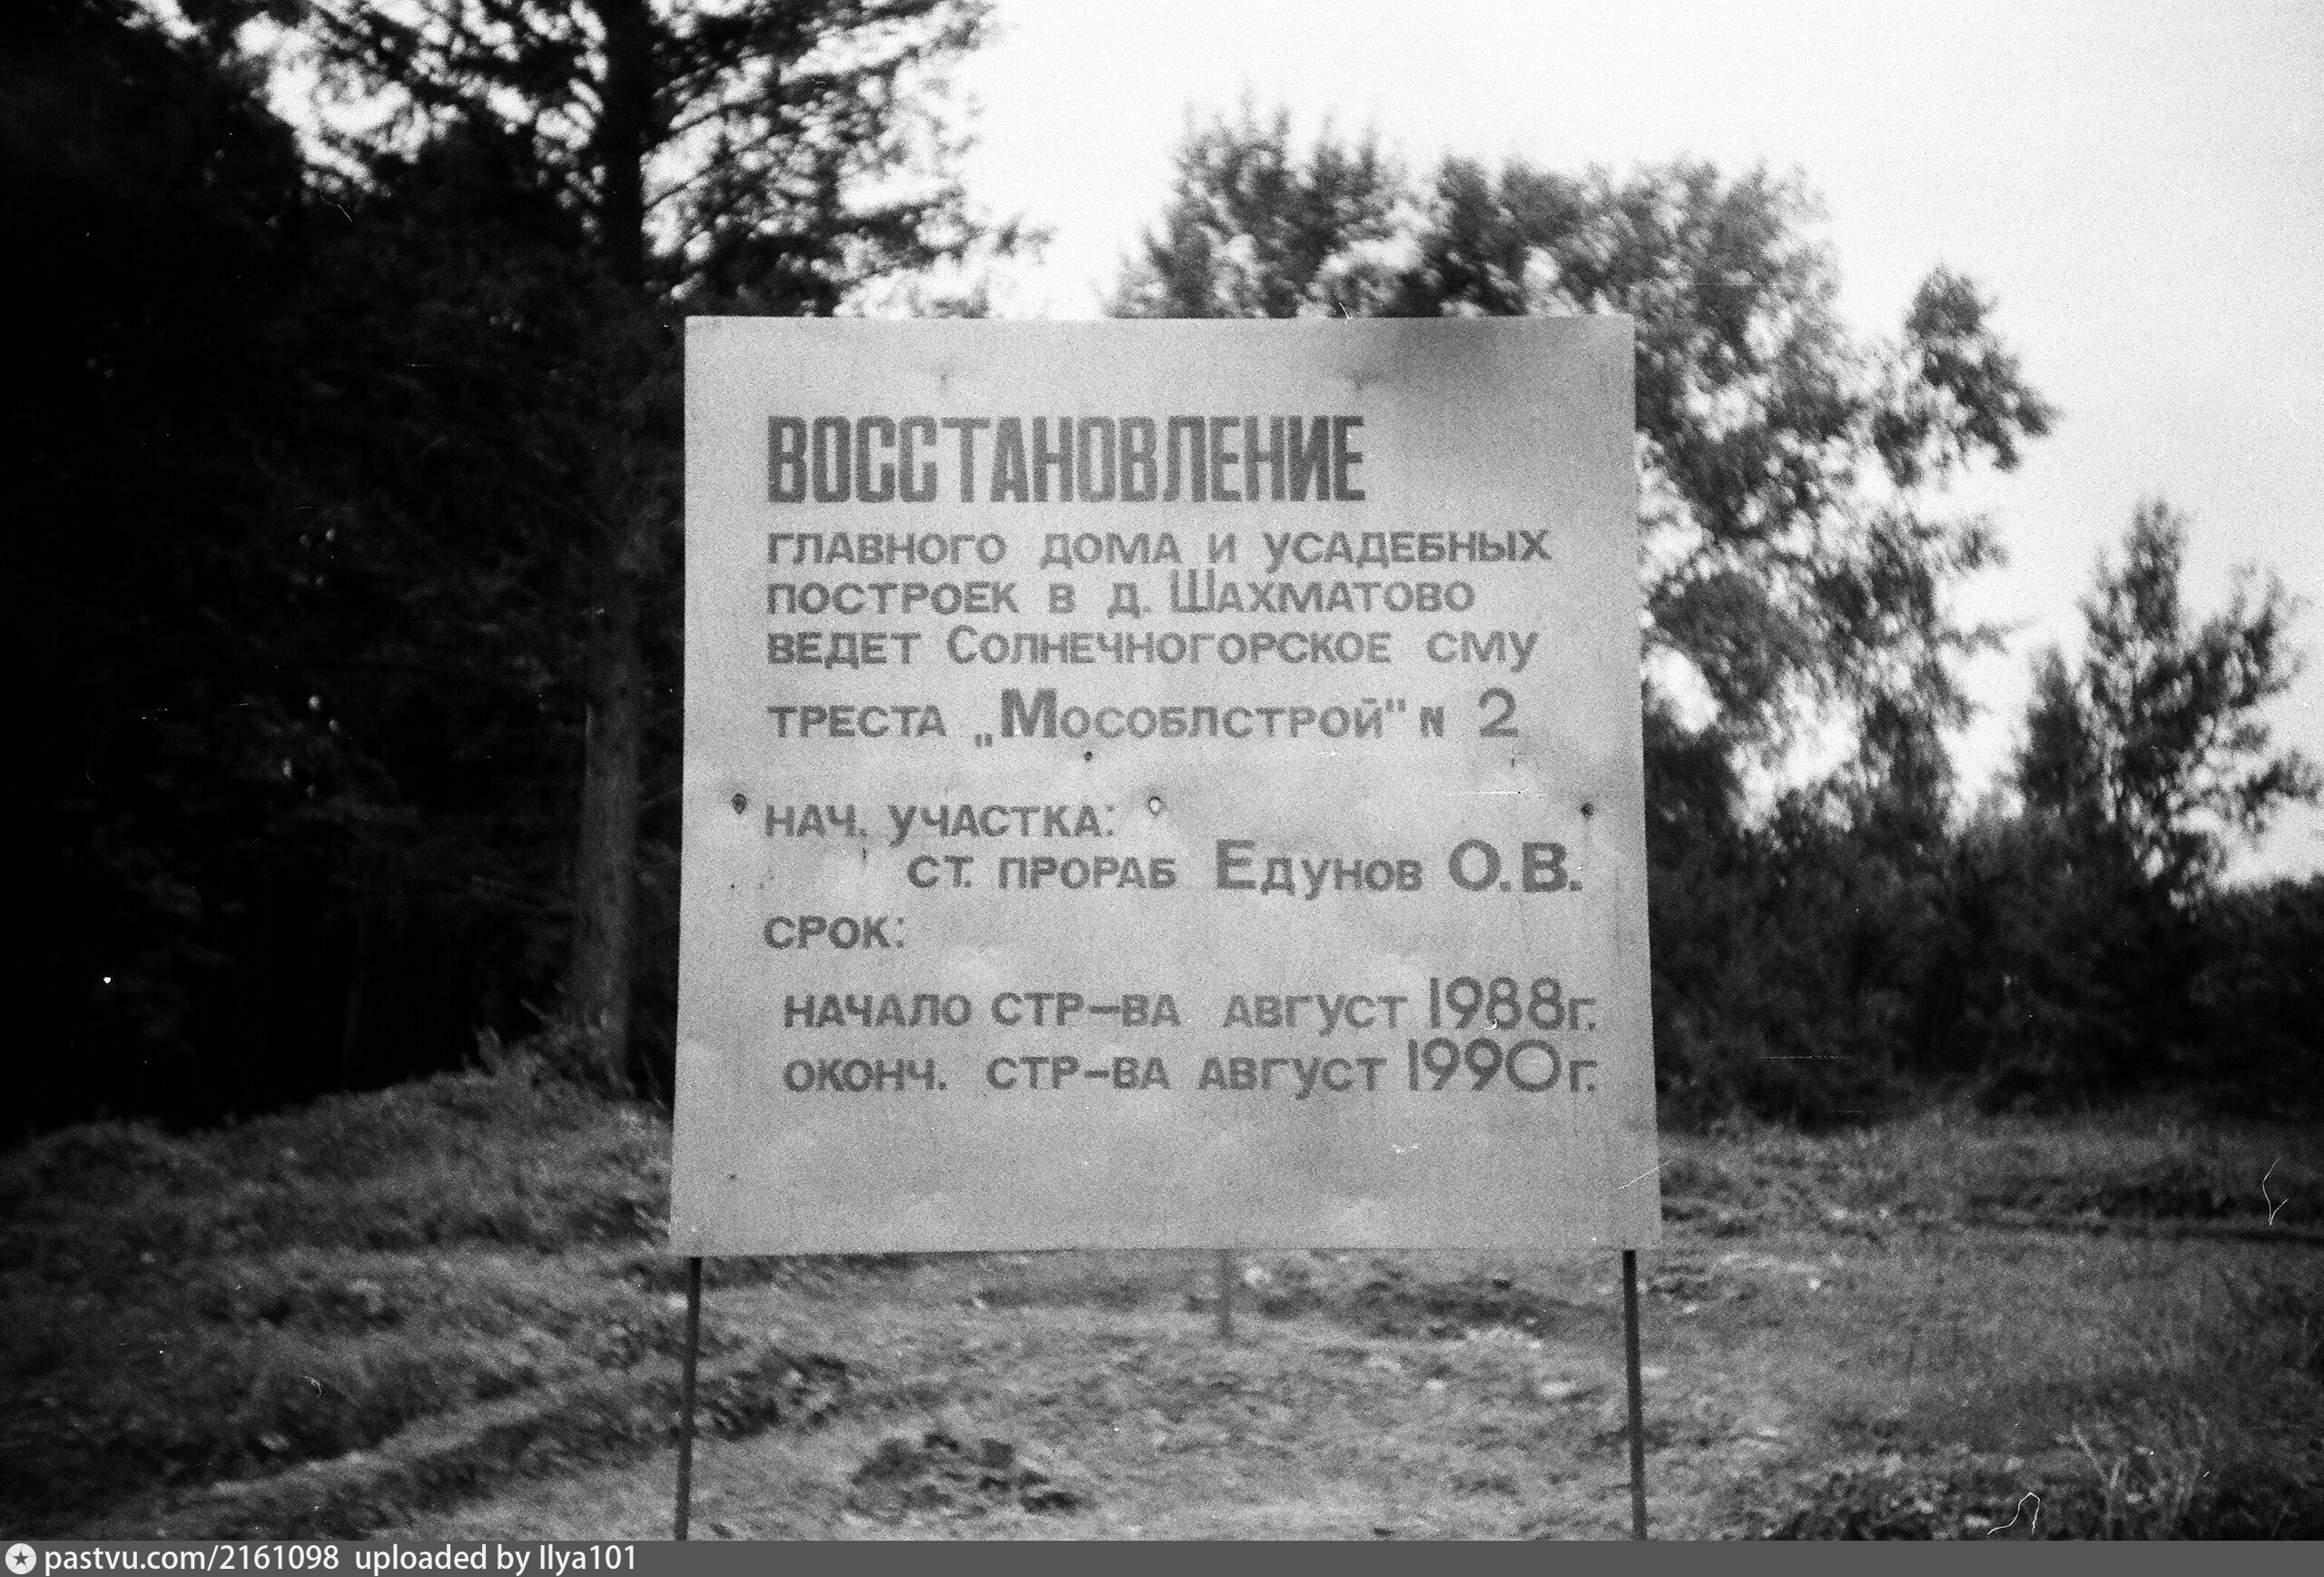 ВОССТАНОВЛЕНИЕ
ГЛАВНОГО ДОМА И УСАДЕБНЫХ
ПОСТРОЕК В Д. ШАХМАТОВО
ВЕДЕТ СОЛНЕЧНОГОРСКОЕ СМУ
ТРЕСТА „МОСОБЛСТРОЙ" N 2
НАЧ. УЧАСТКА:
СТ. ПРОРАБ ЕДУНОВ О.В.
СРОК:
НАЧАЛО СТР-ВА АВГУСТ 1988г.
ОКОНЧ. СТР-ВА АВГУСТ 1990г.
pastvu.com/2161098 uploaded by Ilya101